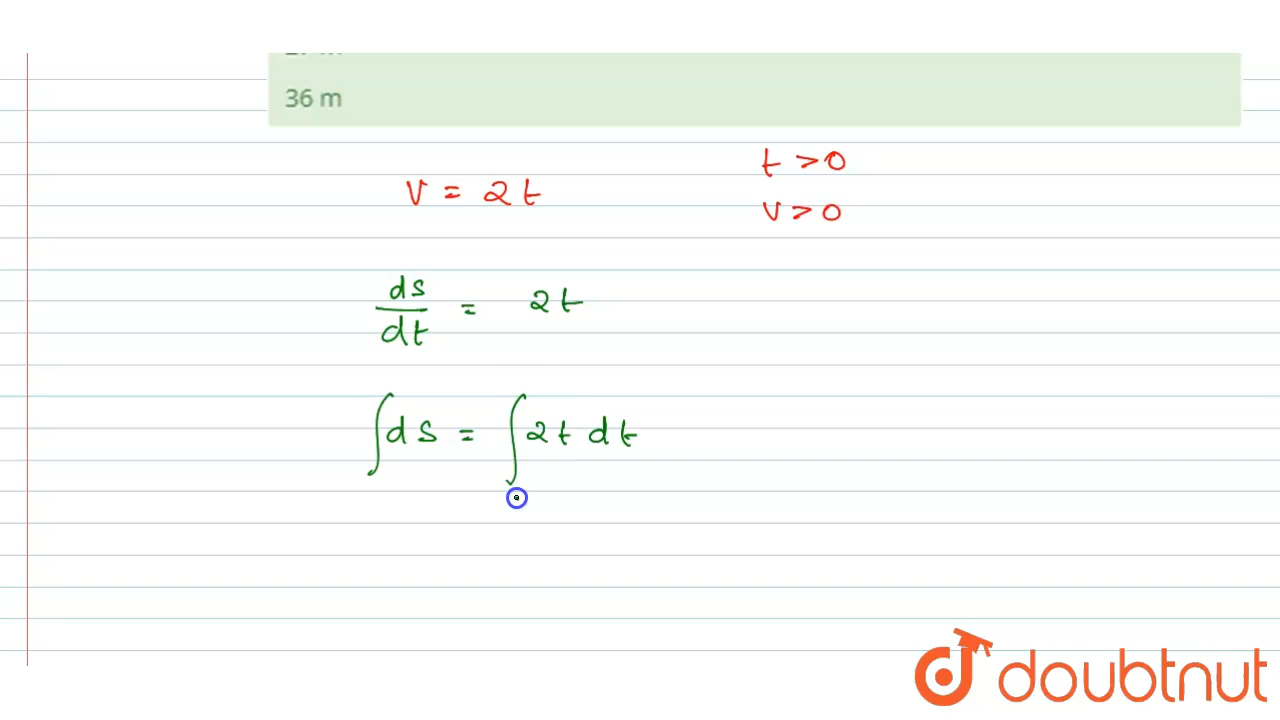 36 m
t > 0
v = 2t
v > 0
ds/dt = 2t
∫ds = ∫2t dt
doubtnut